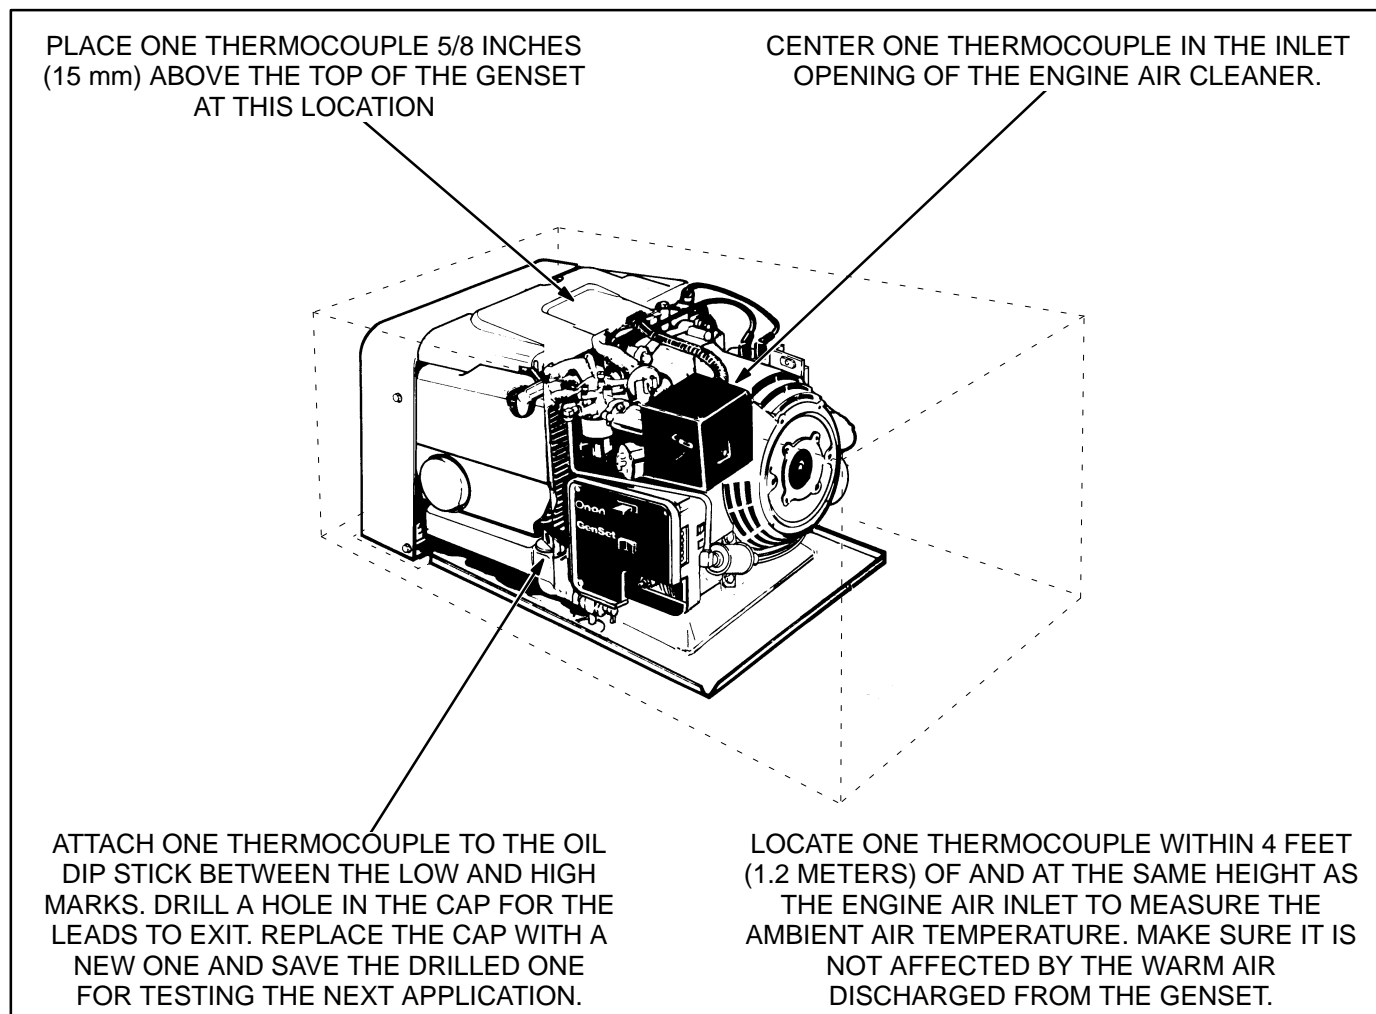 PLACE ONE THERMOCOUPLE 5/8 INCHES
(15 mm) ABOVE THE TOP OF THE GENSET
AT THIS LOCATION
CENTER ONE THERMOCOUPLE IN THE INLET
OPENING OF THE ENGINE AIR CLEANER.
Onan
GenSet
ATTACH ONE THERMOCOUPLE TO THE OIL
DIP STICK BETWEEN THE LOW AND HIGH
MARKS. DRILL A HOLE IN THE CAP FOR THE
LEADS TO EXIT. REPLACE THE CAP WITH A
NEW ONE AND SAVE THE DRILLED ONE
FOR TESTING THE NEXT APPLICATION.
LOCATE ONE THERMOCOUPLE WITHIN 4 FEET
(1.2 METERS) OF AND AT THE SAME HEIGHT AS
THE ENGINE AIR INLET TO MEASURE THE
AMBIENT AIR TEMPERATURE. MAKE SURE IT IS
NOT AFFECTED BY THE WARM AIR
DISCHARGED FROM THE GENSET.